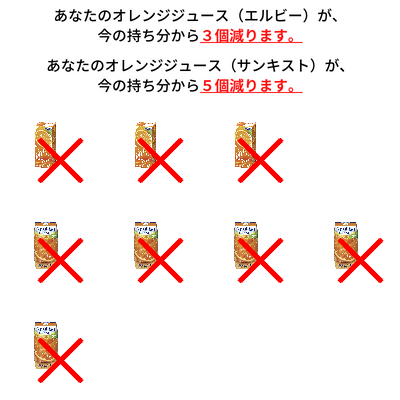 あなたのオレンジジュース（エルビー）が、
今の持ち分から３個減ります。
あなたのオレンジジュース（サンキスト）が、
今の持ち分から５個減ります。